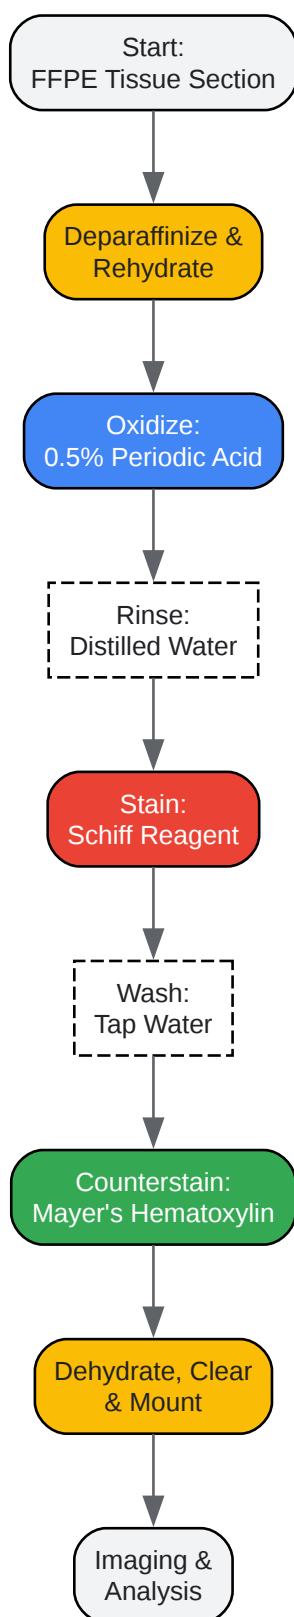 Start:
FFPE Tissue Section
Deparaffinize &
Rehydrate
Oxidize:
0.5% Periodic Acid
Rinse:
Distilled Water
Stain:
Schiff Reagent
Wash:
Tap Water
Counterstain:
Mayer's Hematoxylin
Dehydrate, Clear
& Mount
Imaging &
Analysis